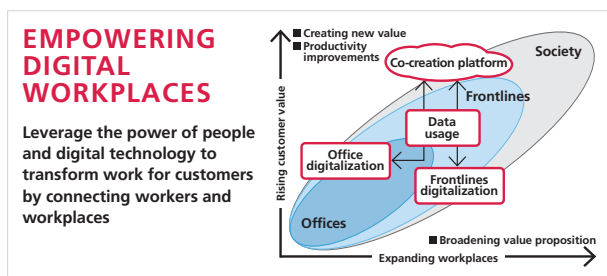 EMPOWERING
DIGITAL
WORKPLACES
Leverage the power of people
and digital technology to
transform work for customers
by connecting workers and
workplaces
■ Creating new value
■ Productivity
improvements
Rising customer value
Society
Co-creation platform
Frontlines
Data
usage
Office
digitalization
Frontlines
digitalization
Offices
■ Broadening value proposition
Expanding workplaces